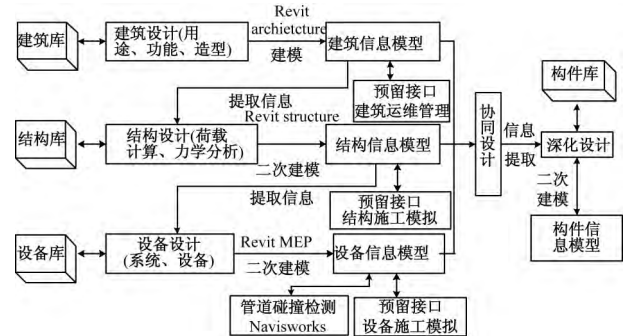 建筑库
建筑设计(用
途、功能、造型)
Revit
archietcture
建模
建筑信息模型
提取信息
预留接口
建筑运维管理
结构库
结构设计(荷载
计算、力学分析)
Revit structure
二次建模
结构信息模型
提取信息
预留接口
结构施工模拟
设备库
设备设计
(系统、设备)
Revit MEP
二次建模
设备信息模型
管道碰撞检测
Navisworks
预留接口
设备施工模拟
协同设计
信息
提取
构件库
深化设计
二次
建模
构件信
息模型